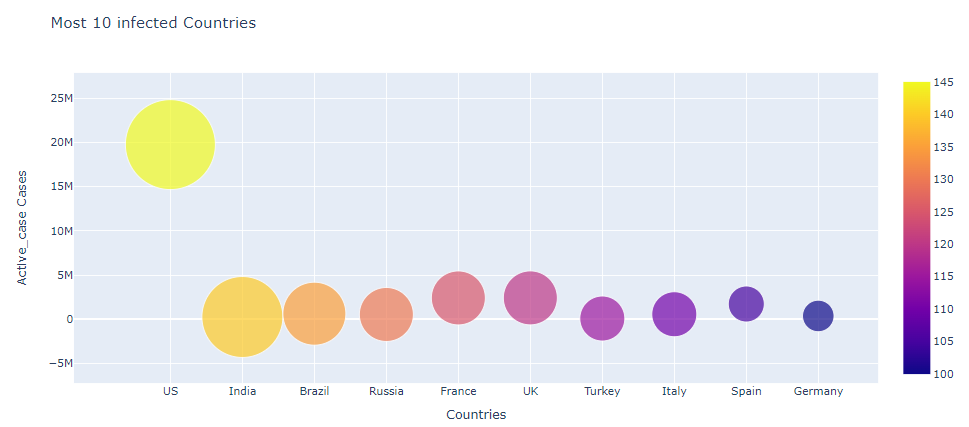 Most 10 infected Countries
Active_case Cases
25M
20M
15M
10M
5M
0
−5M
US India Brazil Russia France UK Turkey Italy Spain Germany
Countries
145
140
135
130
125
120
115
110
105
100